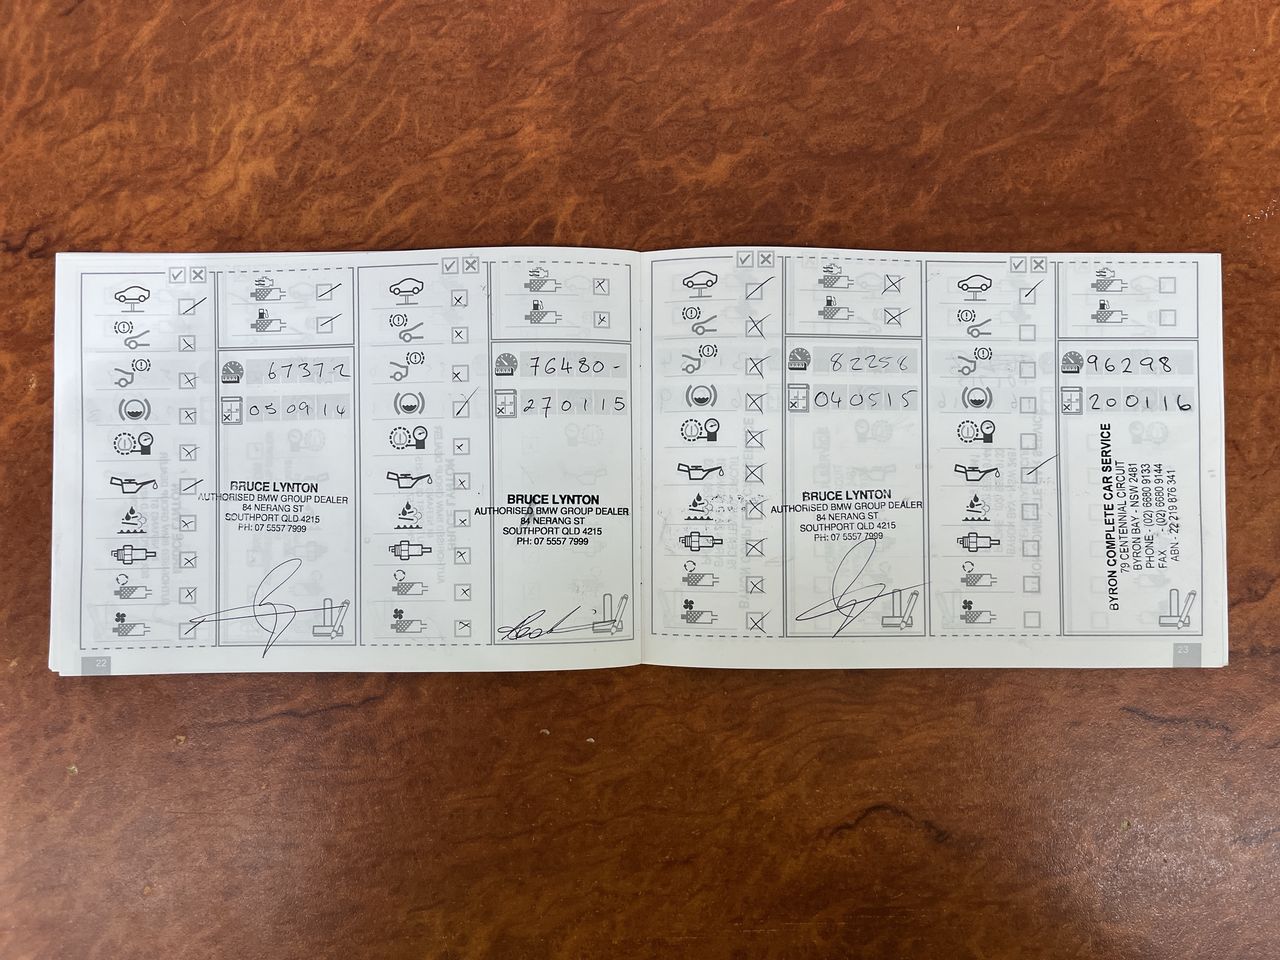 67372
050914
BRUCE LYNTON
AUTHORISED BMW GROUP DEALER
84 NERANG ST
SOUTHPORT QLD 4215
PH: 07 5557 7999
22
76480-
270115
BRUCE LYNTON
AUTHORISED BMW GROUP DEALER
84 NERANG ST
SOUTHPORT QLD 4215
PH: 07 5557 7999
82258
040515
BRUCE LYNTON
AUTHORISED BMW GROUP DEALER
84 NERANG ST
SOUTHPORT QLD 4215
PH: 07 5557 7999
96298
200116
BYRON COMPLETE CAR SERVICE
79 CENTENNIAL CIRCUIT
BYRON BAY - NSW 2481
PHONE - (02) 6680 9133
FAX - (02) 6680 9144
ABN - 22 219 876 341
23